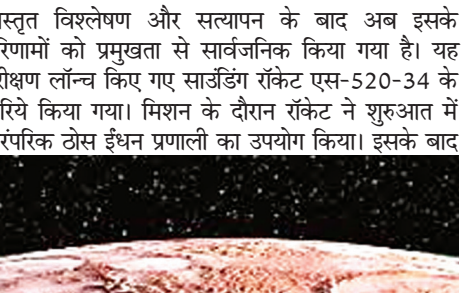 स्तृत विश्लेषण और सत्यापन के बाद अब इसके
रिणामों को प्रमुखता से सार्वजनिक किया गया है। यह
रीक्षण लॉन्च किए गए साउंडिंग रॉकेट एस-520-34 के
रिये किया गया। मिशन के दौरान रॉकेट ने शुरुआत में
रंपरिक ठोस ईंधन प्रणाली का उपयोग किया। इसके बाद